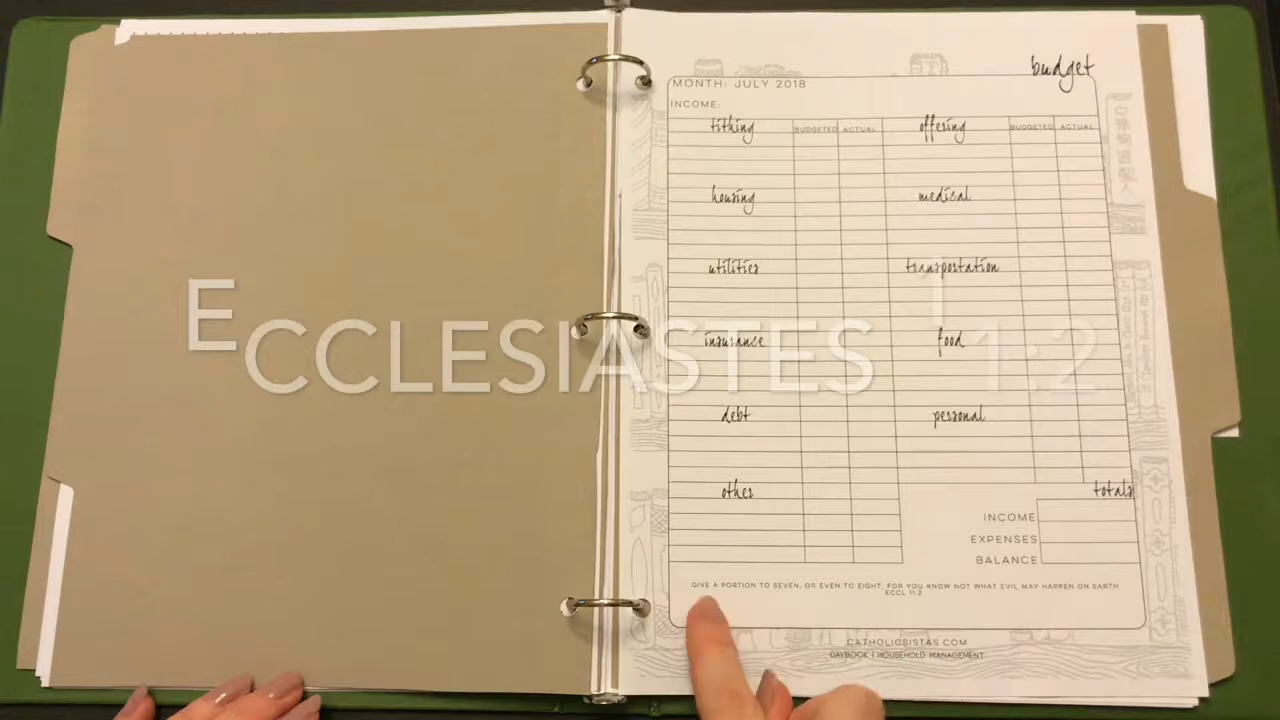 budget
MONTH: JULY 2018
INCOME:
tithing BUDGETED ACTUAL offering BUDGETED ACTUAL
housing medical
utilities transportation
ECCLESIASTES 11:2
insurance food
debt personal
other totals
INCOME
EXPENSES
BALANCE
GIVE A PORTION TO SEVEN, OR EVEN TO EIGHT, FOR YOU KNOW NOT WHAT EVIL MAY HAPPEN ON EARTH
ECCL 11:2
CATHOLICSISTAS.COM
DAYBOOK | HOUSEHOLD MANAGEMENT